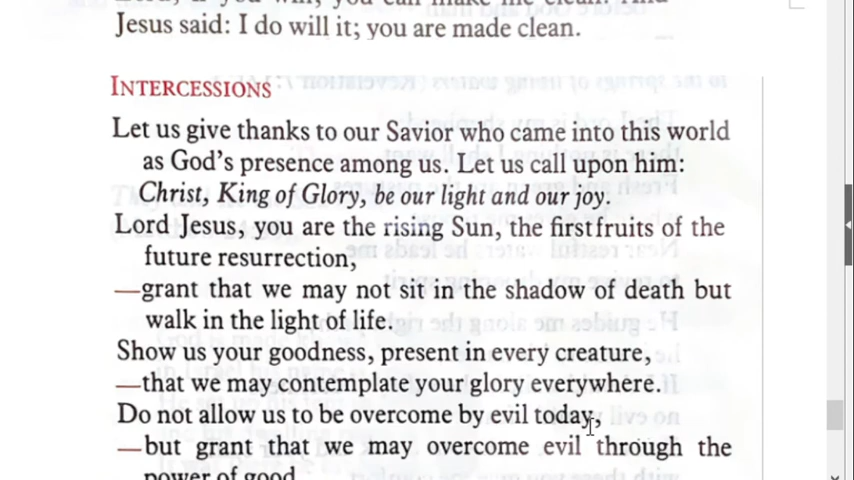 Jesus said: I do will it; you are made clean.
INTERCESSIONS
Let us give thanks to our Savior who came into this world
as God's presence among us. Let us call upon him:
Christ, King of Glory, be our light and our joy.
Lord Jesus, you are the rising Sun, the firstfruits of the
future resurrection,
—grant that we may not sit in the shadow of death but
walk in the light of life.
Show us your goodness, present in every creature,
—that we may contemplate your glory everywhere.
Do not allow us to be overcome by evil today,
—but grant that we may overcome evil through the
power of good.